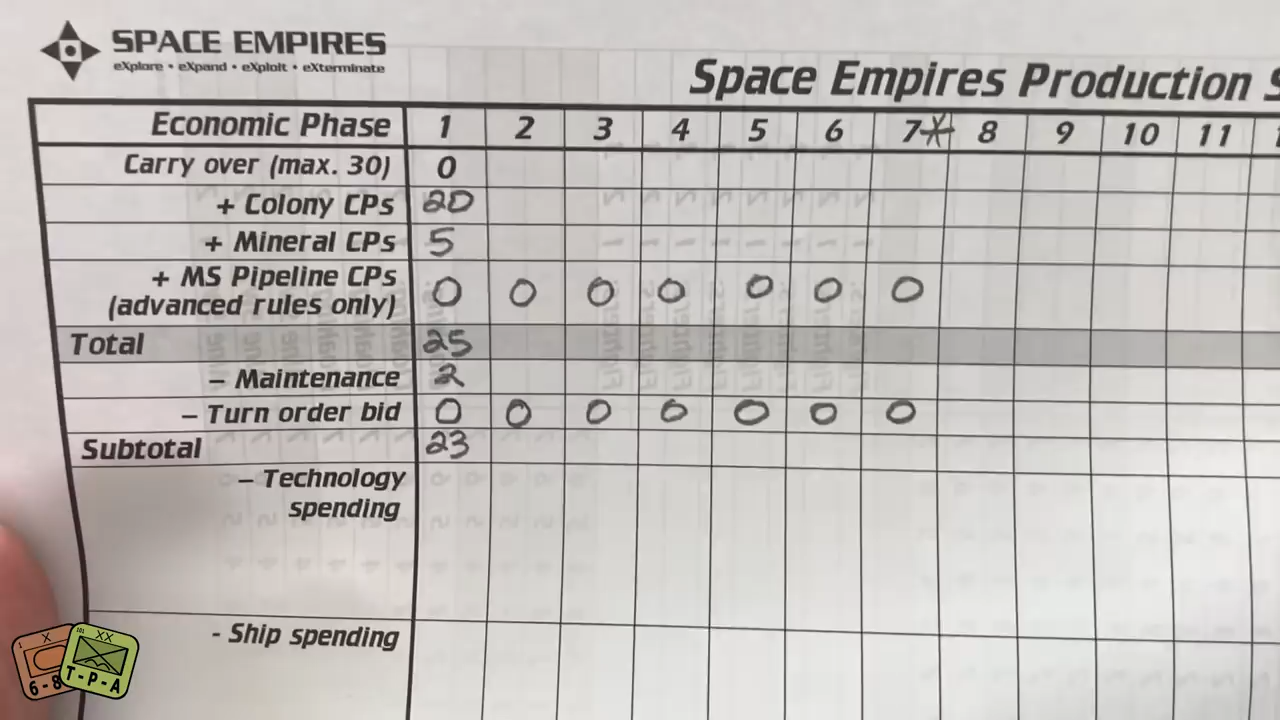 SPACE EMPIRES
eXplore • eXpand • eXploit • eXterminate
Space Empires Production S
Economic Phase 1 2 3 4 5 6 7* 8 9 10 11
Carry over (max. 30) 0
+ Colony CPs 20
+ Mineral CPs 5
+ MS Pipeline CPs
(advanced rules only) 0 0 0 0 0 0 0
Total 25
– Maintenance 2
– Turn order bid 0 0 0 0 0 0 0
Subtotal 23
– Technology
spending
- Ship spending
X XX
6-8 T-P-A